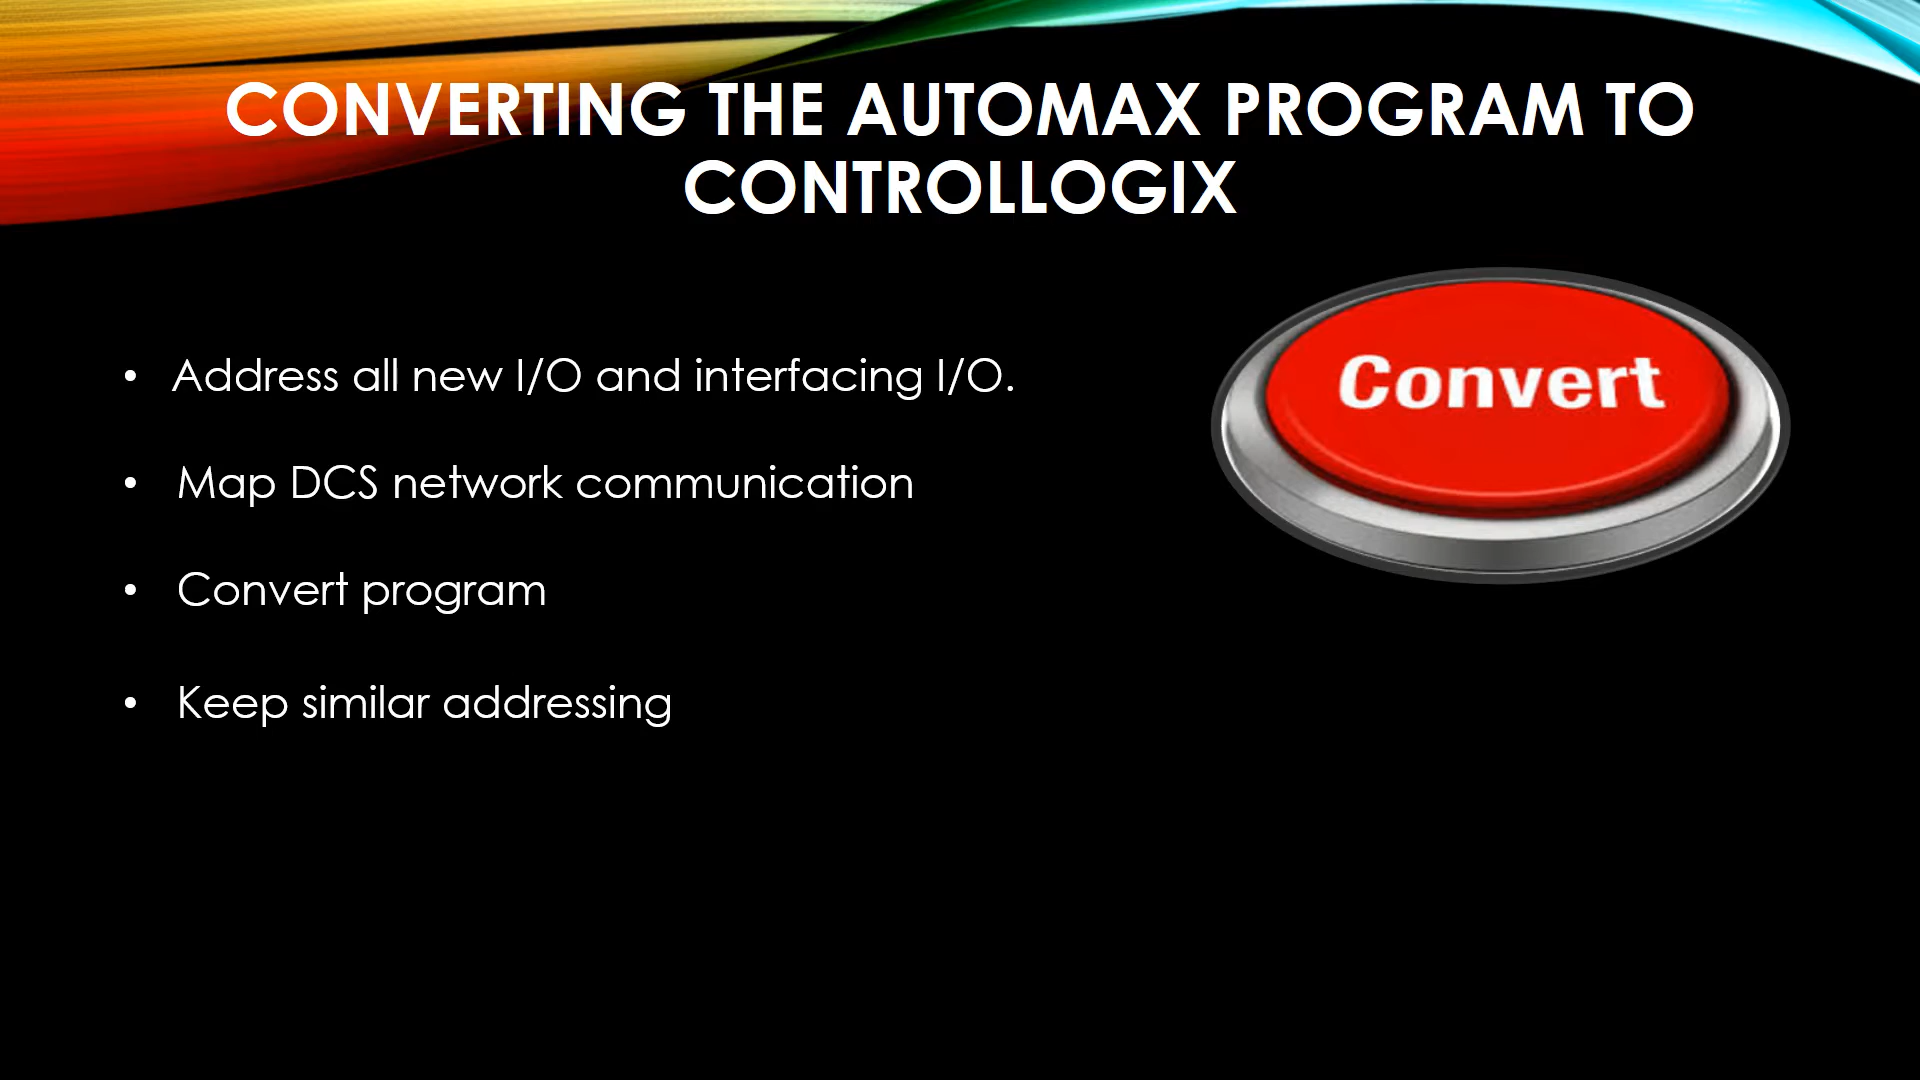 CONVERTING THE AUTOMAX PROGRAM TO
CONTROLLOGIX
Convert
• Address all new I/O and interfacing I/O.
• Map DCS network communication
• Convert program
• Keep similar addressing